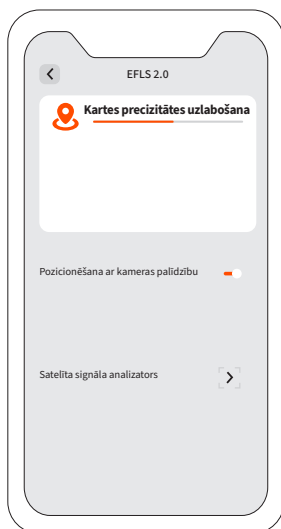 EFLS 2.0
Kartes precizitātes uzlabošana
Pozicionēšana ar kameras palīdzību
Satelīta signāla analizators